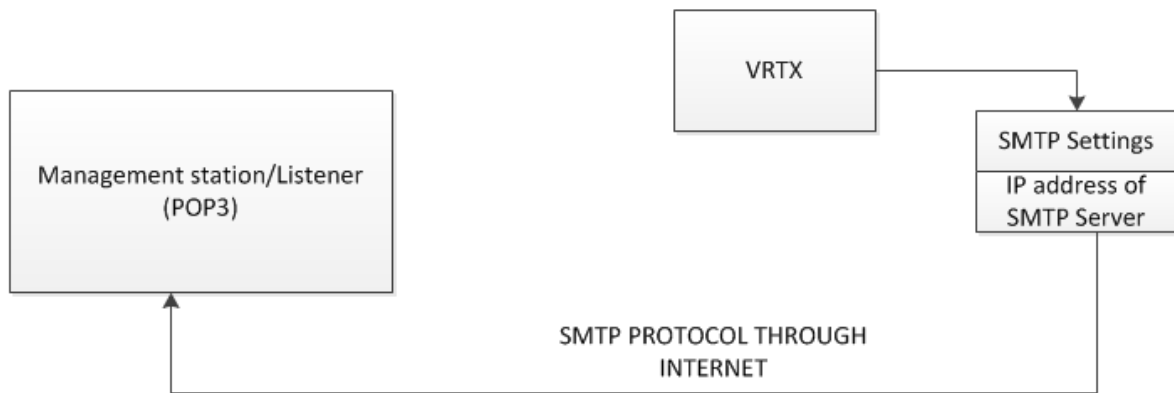 VRTX
SMTP Settings
IP address of
SMTP Server
Management station/Listener
(POP3)
SMTP PROTOCOL THROUGH
INTERNET